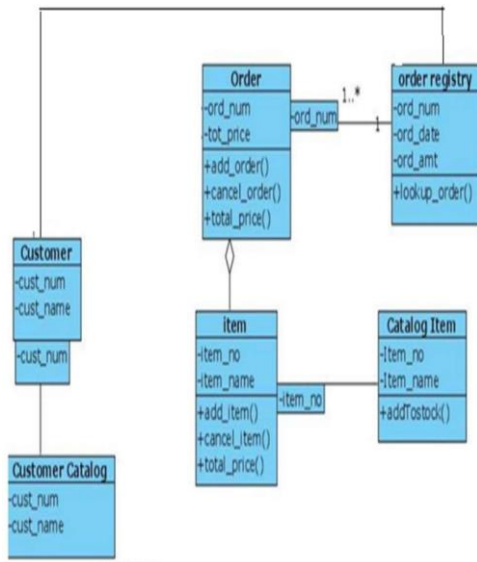 Order
-ord_num
-tot_price
+add_order()
+cancel_order()
+total_price()
-ord_num
1..*
1
order registry
-ord_num
-ord_date
-ord_amt
+lookup_order()
Customer
-cust_num
-cust_name
-cust_num
item
-item_no
-item_name
+add_item()
+cancel_item()
+total_price()
-item_no
Catalog Item
-Item_no
-Item_name
+addTostock()
Customer Catalog
-cust_num
-cust_name